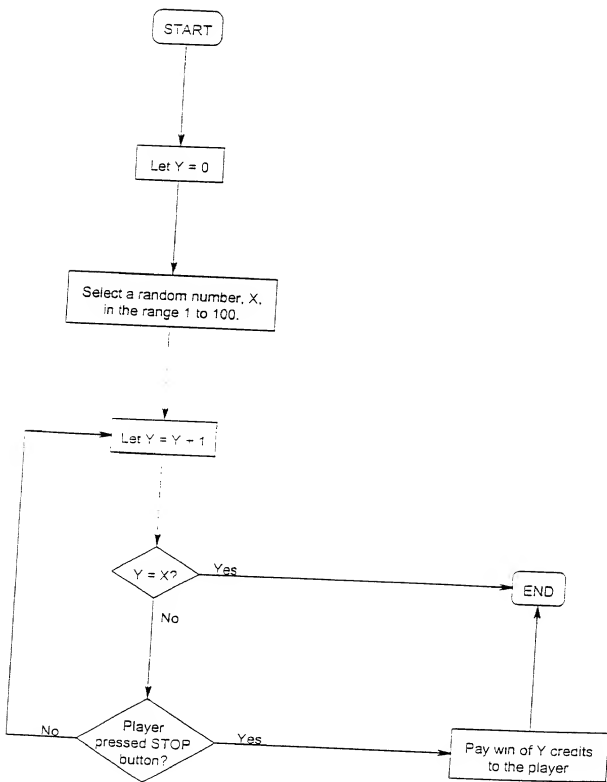 START
Let Y = 0
Select a random number, X,
in the range 1 to 100.
Let Y = Y + 1
Y = X?
Yes
END
No
Player
pressed STOP
button?
No
Yes
Pay win of Y credits
to the player